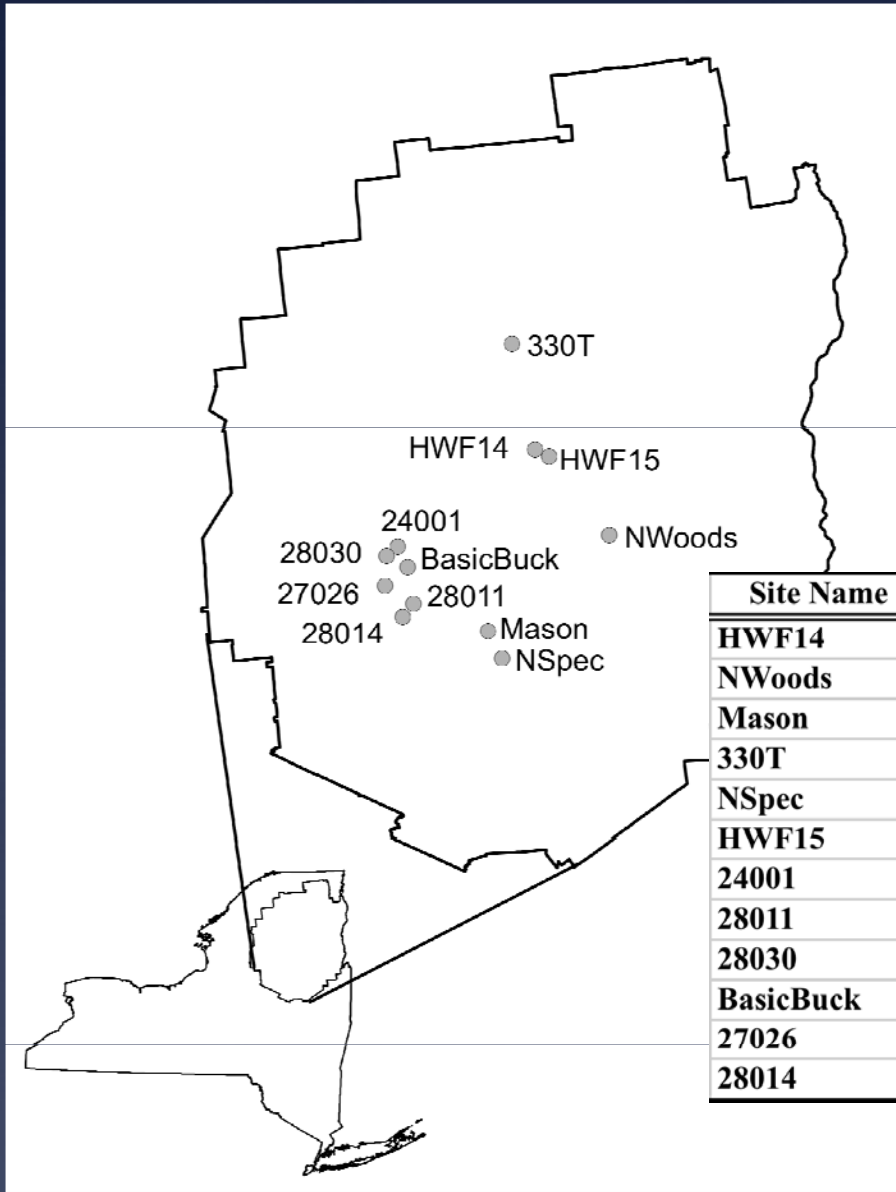 330T
HWF14
HWF15
24001
NWoods
28030
BasicBuck
27026
28011
28014
Mason
NSpec
Site Name
HWF14
NWoods
Mason
330T
NSpec
HWF15
24001
28011
28030
BasicBuck
27026
28014